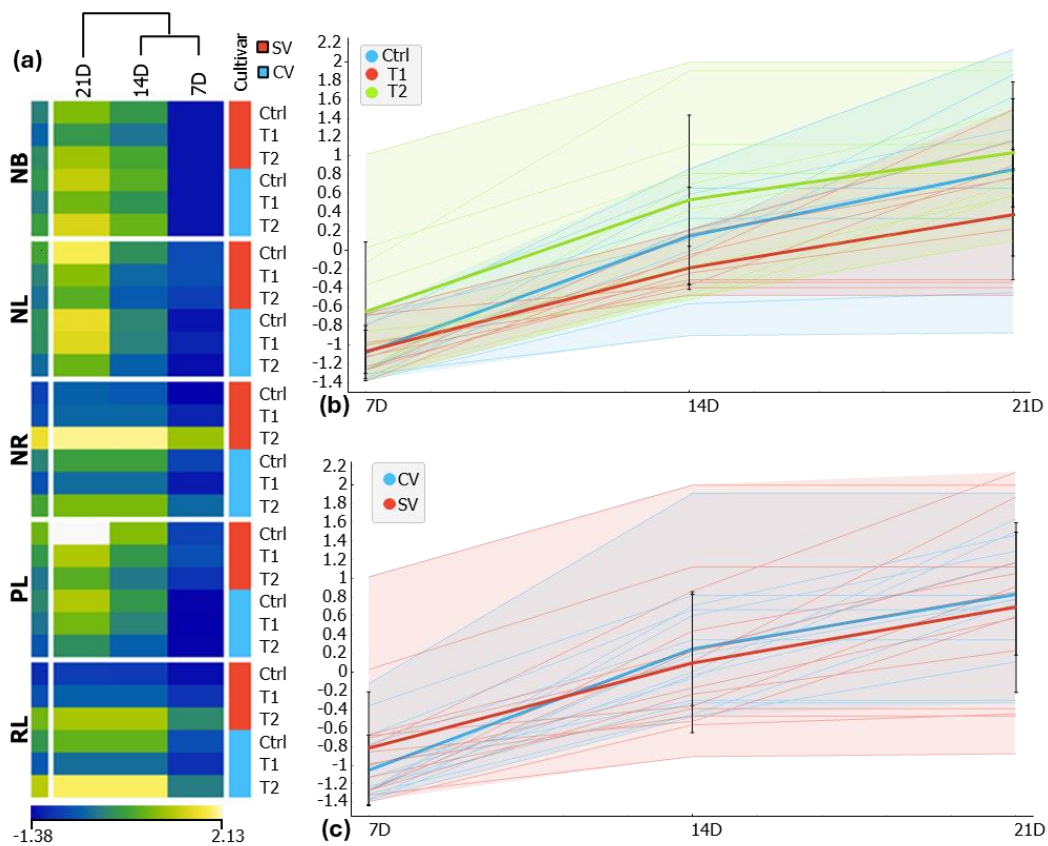 (a)
21D
14D
7D
Cultivar
SV
CV
NB
Ctrl
T1
T2
Ctrl
T1
T2
NL
Ctrl
T1
T2
Ctrl
T1
T2
NR
Ctrl
T1
T2
Ctrl
T1
T2
PL
Ctrl
T1
T2
Ctrl
T1
T2
RL
Ctrl
T1
T2
Ctrl
T1
T2
-1.38 2.13
2.2
2
1.8
1.6
1.4
1.2
1
0.8
0.6
0.4
0.2
0
-0.2
-0.4
-0.6
-0.8
-1
-1.2
-1.4
Ctrl
T1
T2
(b)
7D 14D 21D
2.2
2
1.8
1.6
1.4
1.2
1
0.8
0.6
0.4
0.2
0
-0.2
-0.4
-0.6
-0.8
-1
-1.2
-1.4
CV
SV
(c)
7D 14D 21D